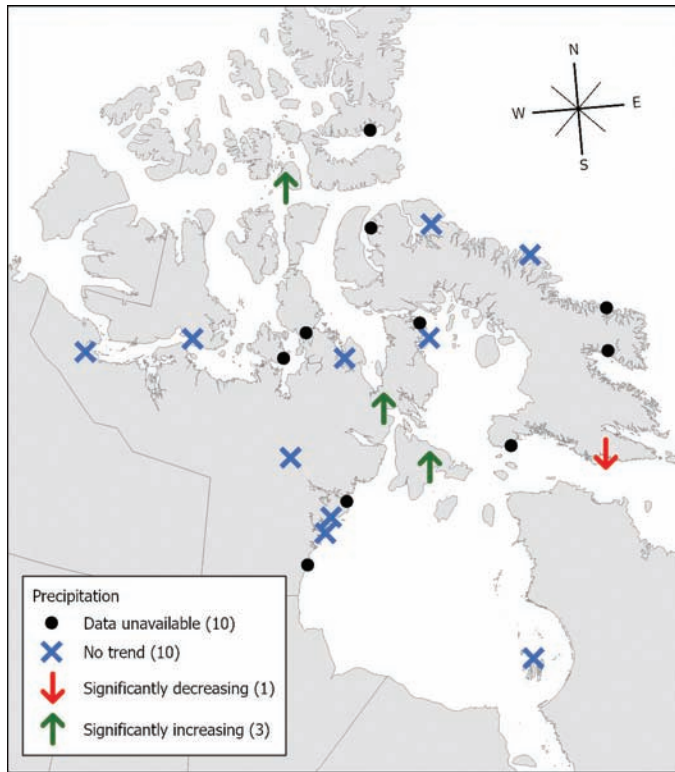 N
W E
S
Precipitation
Data unavailable (10)
No trend (10)
Significantly decreasing (1)
Significantly increasing (3)